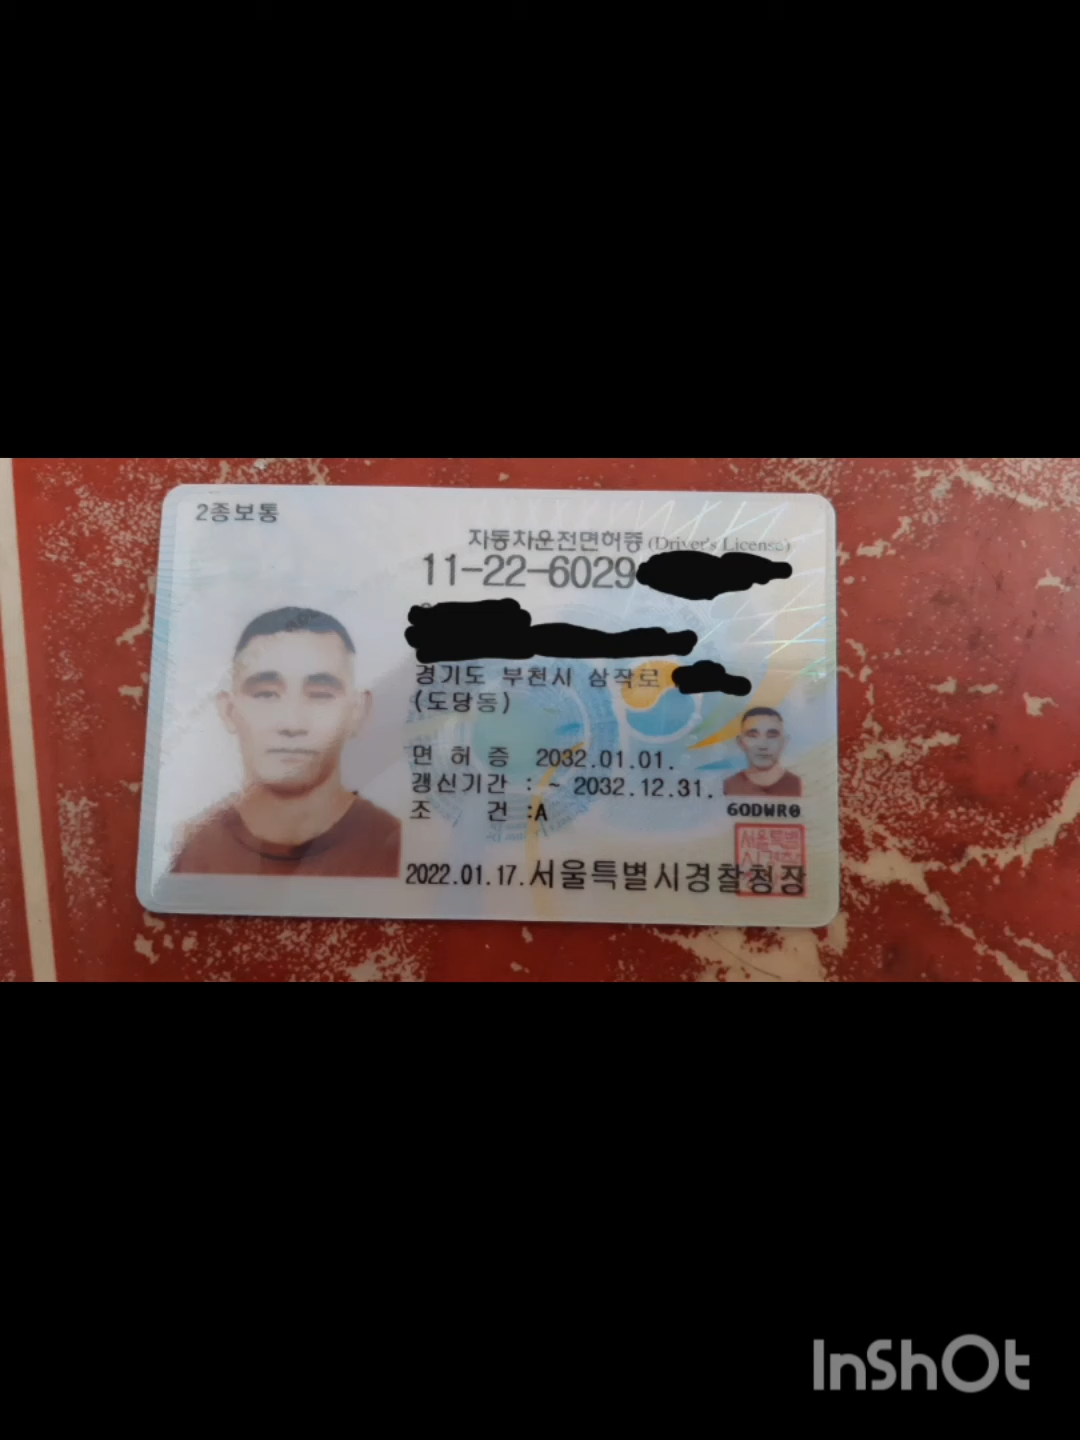 2종보통
자동차운전면허증 (Driver's License)
11-22-6029
경기도 부천시 삼작로
(도당동)
면 허 증 2032.01.01.
갱신기간 : ~ 2032.12.31.
조 건 :A
6ODWR0
2022.01.17. 서울특별시경찰청장
InShOt